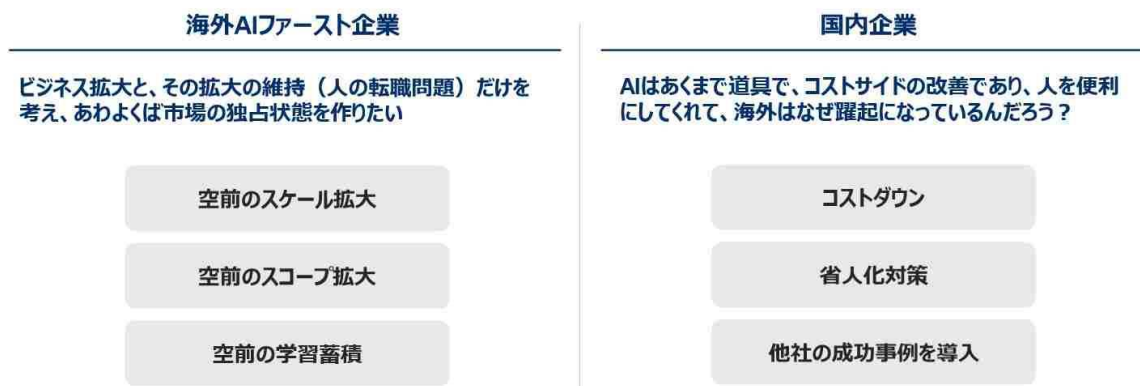 海外AIファースト企業
ビジネス拡大と、その拡大の維持（人の転職問題）だけを
考え、あわよくば市場の独占状態を作りたい
空前のスケール拡大
空前のスコープ拡大
空前の学習蓄積
国内企業
AIはあくまで道具で、コストサイドの改善であり、人を便利
にしてくれて、海外はなぜ躍起になっているんだろう？
コストダウン
省人化対策
他社の成功事例を導入